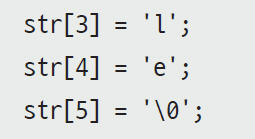 str[3] = 'l';
str[4] = 'e';
str[5] = '\0';